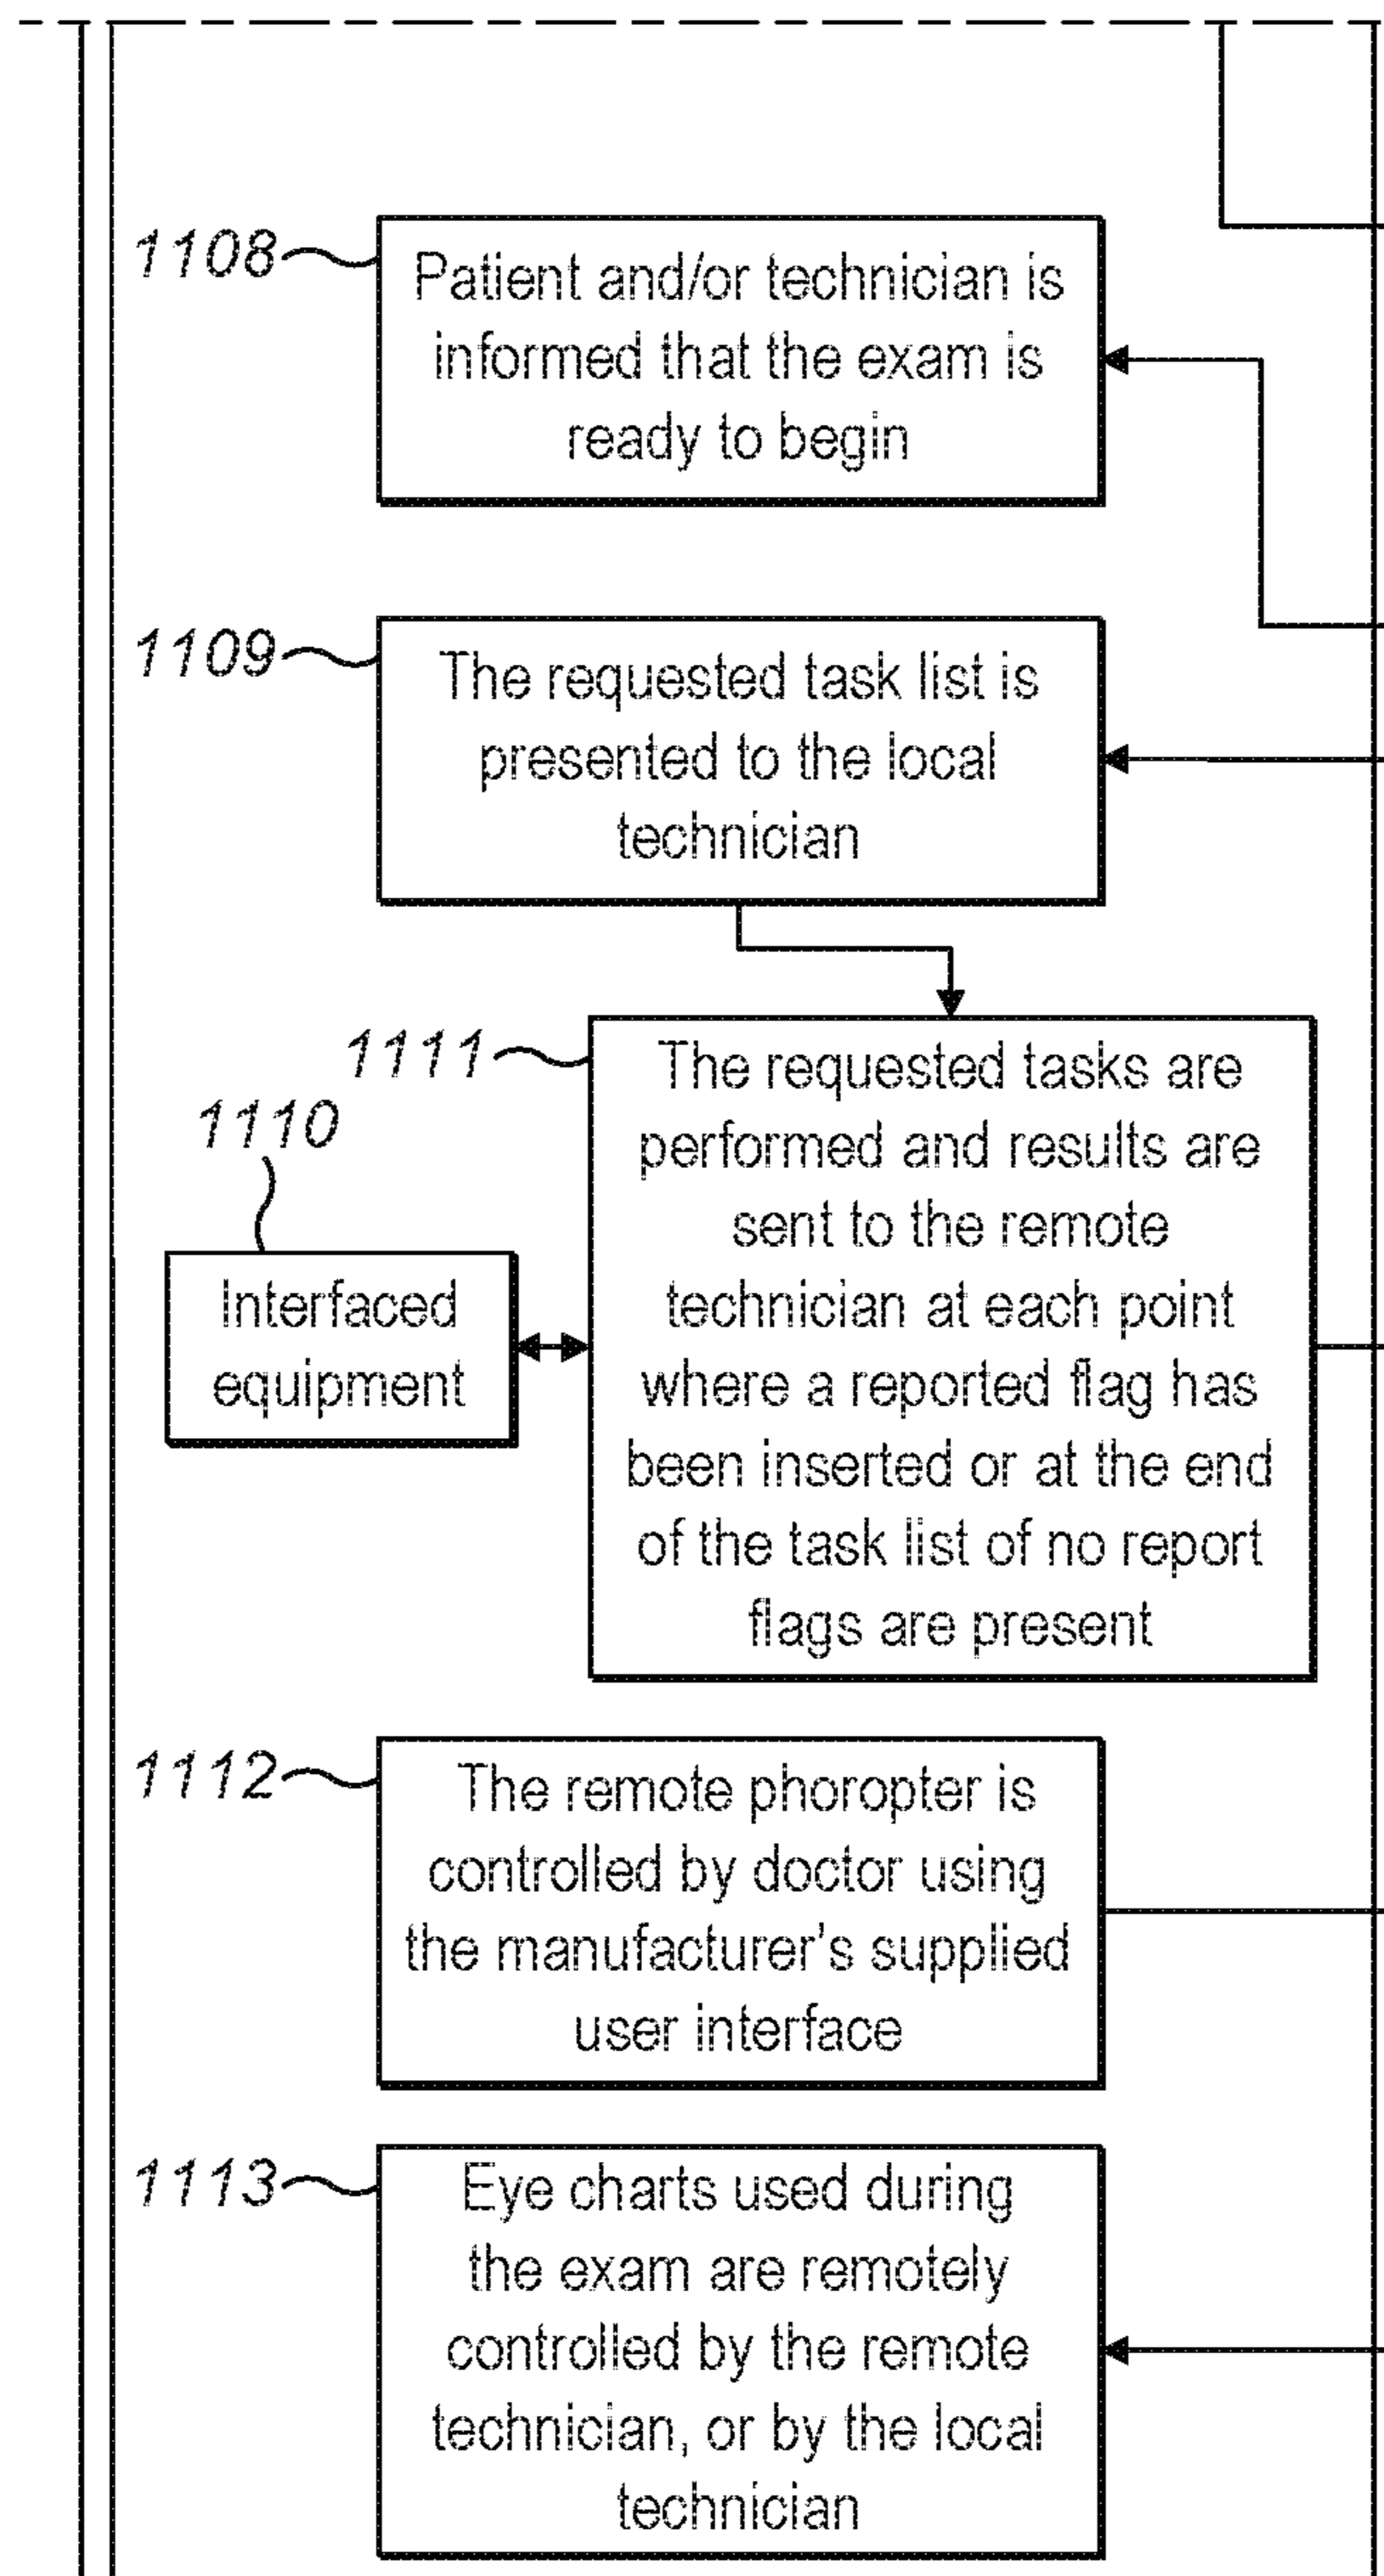 1108
Patient and/or technician is
informed that the exam is
ready to begin
1109
The requested task list is
presented to the local
technician
1111
The requested tasks are
performed and results are
sent to the remote
technician at each point
where a reported flag has
been inserted or at the end
of the task list of no report
flags are present
1110
Interfaced
equipment
1112
The remote phoropter is
controlled by doctor using
the manufacturer's supplied
user interface
1113
Eye charts used during
the exam are remotely
controlled by the remote
technician, or by the local
technician